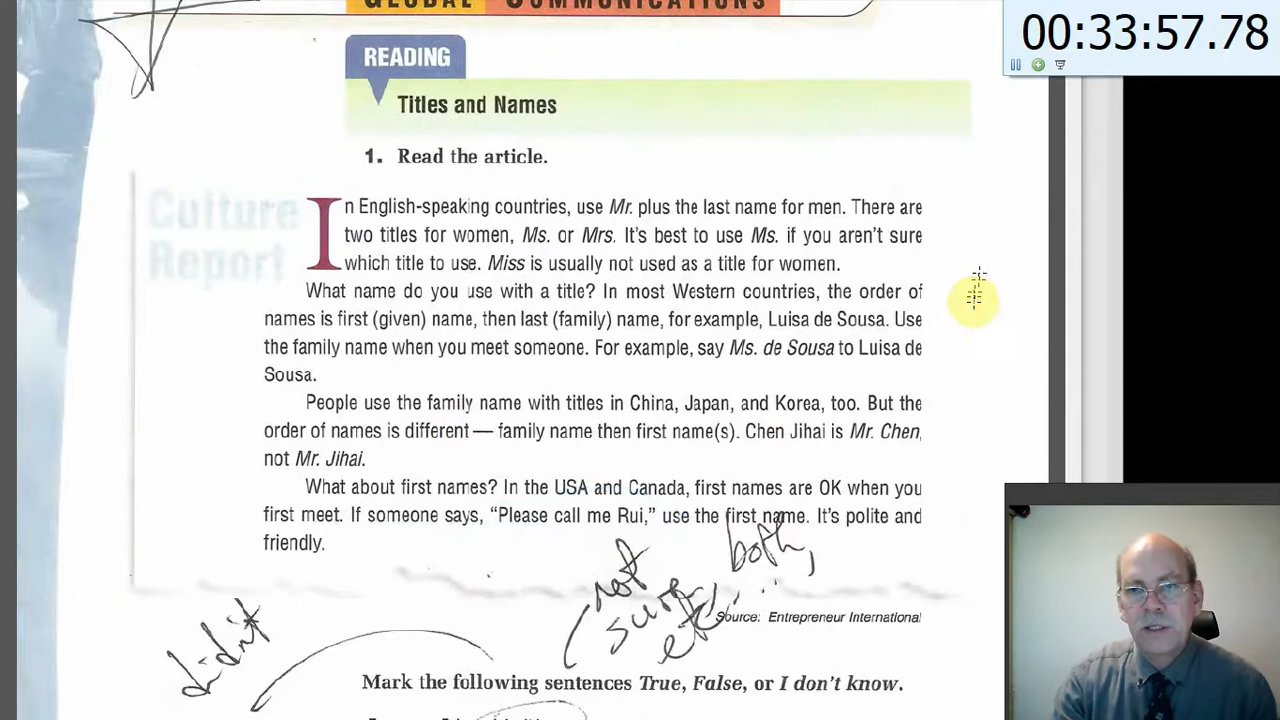 GLOBAL COMMUNICATIONS
00:33:57.78
READING
Titles and Names
1. Read the article.
Culture
Report
In English-speaking countries, use Mr. plus the last name for men. There are
two titles for women, Ms. or Mrs. It's best to use Ms. if you aren't sure
which title to use. Miss is usually not used as a title for women.
What name do you use with a title? In most Western countries, the order of
names is first (given) name, then last (family) name, for example, Luisa de Sousa. Use
the family name when you meet someone. For example, say Ms. de Sousa to Luisa de
Sousa.
People use the family name with titles in China, Japan, and Korea, too. But the
order of names is different — family name then first name(s). Chen Jihai is Mr. Chen,
not Mr. Jihai.
What about first names? In the USA and Canada, first names are OK when you
first meet. If someone says, “Please call me Rui,” use the first name. It's polite and
friendly.
both,
(not
sure,
etc....
didn't
Source: Entrepreneur International
Mark the following sentences True, False, or I don't know.